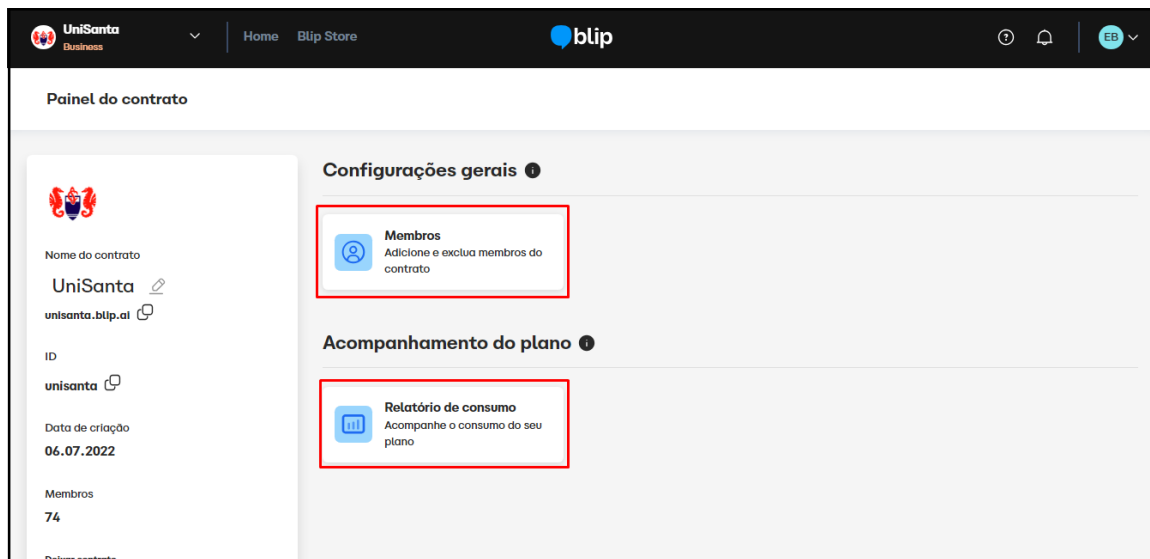 UniSanta
Business
Home
Blip Store
blip
EB
Painel do contrato
Nome do contrato
UniSanta
unisanta.blip.ai
ID
unisanta
Data de criação
06.07.2022
Membros
74
Configurações gerais
Membros
Adicione e exclua membros do
contrato
Acompanhamento do plano
Relatório de consumo
Acompanhe o consumo do seu
plano